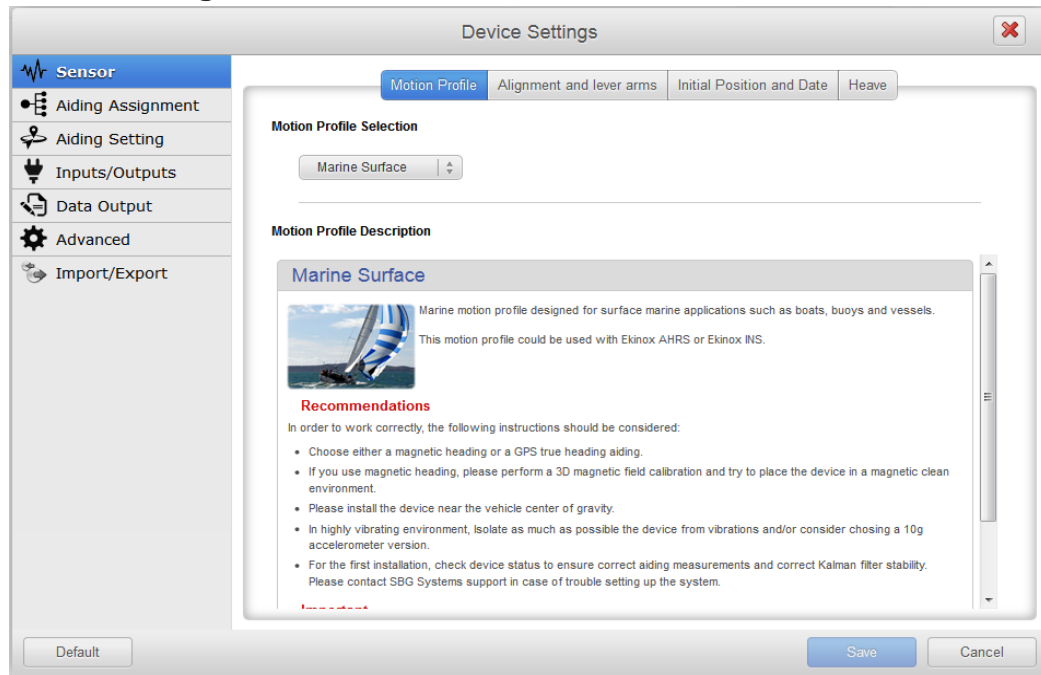 Device Settings
Sensor
Aiding Assignment
Aiding Setting
Inputs/Outputs
Data Output
Advanced
Import/Export
Motion Profile
Alignment and lever arms
Initial Position and Date
Heave
Motion Profile Selection
Marine Surface
Motion Profile Description
Marine Surface
Marine motion profile designed for surface marine applications such as boats, buoys and vessels.
This motion profile could be used with Ekinox AHRS or Ekinox INS.
Recommendations
In order to work correctly, the following instructions should be considered:
• Choose either a magnetic heading or a GPS true heading aiding.
• If you use magnetic heading, please perform a 3D magnetic field calibration and try to place the device in a magnetic clean
environment.
• Please install the device near the vehicle center of gravity.
• In highly vibrating environment, Isolate as much as possible the device from vibrations and/or consider chosing a 10g
accelerometer version.
• For the first installation, check device status to ensure correct aiding measurements and correct Kalman filter stability.
Please contact SBG Systems support in case of trouble setting up the system.
Important
Default
Save
Cancel